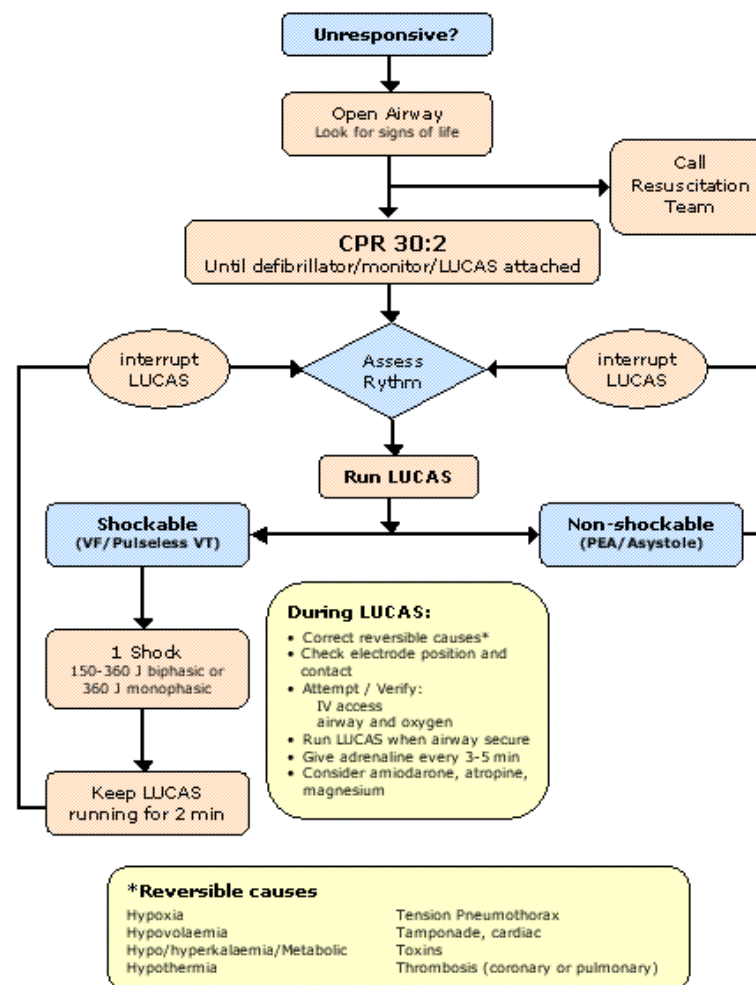 Unresponsive?
Open Airway
Look for signs of life
Call
Resuscitation
Team
CPR 30:2
Until defibrillator/monitor/LUCAS attached
interrupt
LUCAS
Assess
Rythm
interrupt
LUCAS
Run LUCAS
Shockable
(VF/Pulseless VT)
Non-shockable
(PEA/Asystole)
1 Shock
150-360 J biphasic or
360 J monophasic
Keep LUCAS
running for 2 min
During LUCAS:
• Correct reversible causes*
• Check electrode position and
contact
• Attempt / Verify:
IV access
airway and oxygen
• Run LUCAS when airway secure
• Give adrenaline every 3-5 min
• Consider amiodarone, atropine,
magnesium
*Reversible causes
Hypoxia
Hypovolaemia
Hypo/hyperkalaemia/Metabolic
Hypothermia
Tension Pneumothorax
Tamponade, cardiac
Toxins
Thrombosis (coronary or pulmonary)